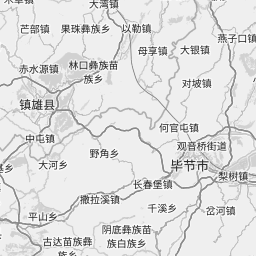 大湾镇
芒部镇
果珠彝族乡
以勒镇
燕子口镇
母享镇
大银镇
赤水源镇
林口彝族苗
族乡
对坡镇
镇雄县
何官屯镇
中屯镇
观音桥街道
野角乡
大河乡
毕节市
梨树镇
长春堡镇
撒拉溪镇
千溪乡
岔河镇
平山乡
阴底彝族苗
族白族乡
古达苗族彝
族乡